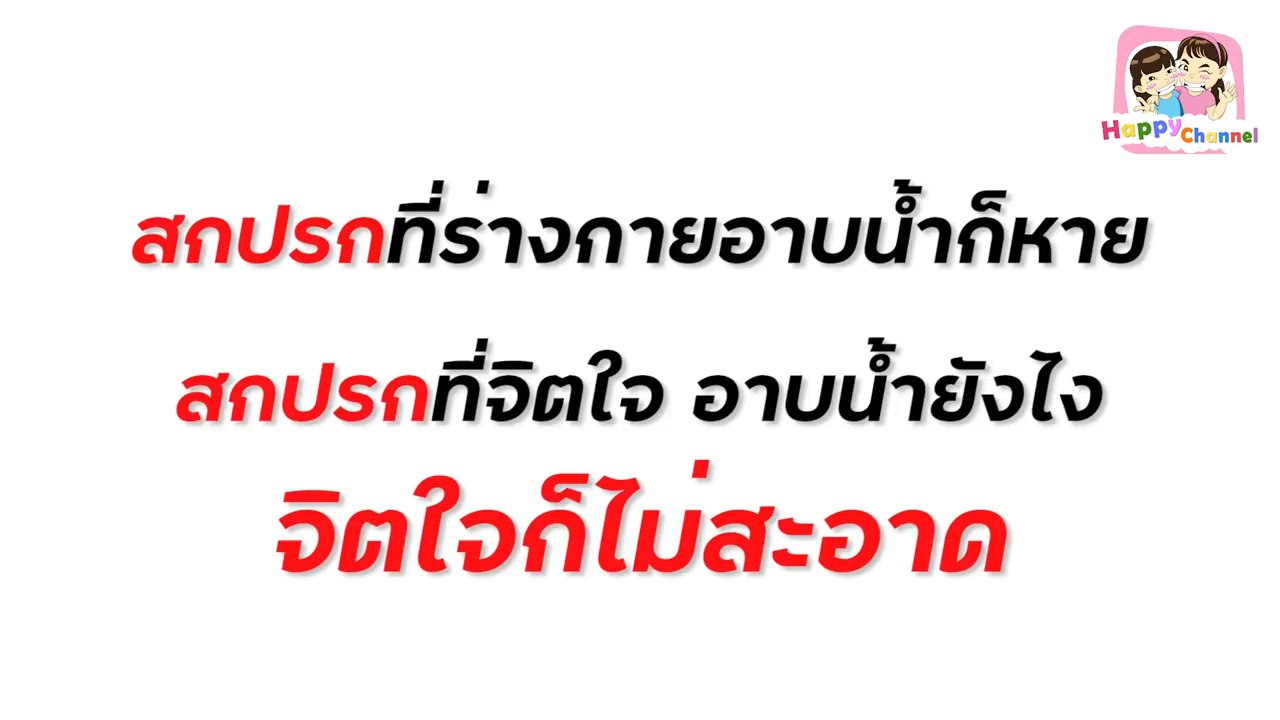 Happy Channel
สกปรกที่ร่างกายอาบน้ำก็หาย
สกปรกที่จิตใจ อาบน้ำยังไง
จิตใจก็ไม่สะอาด